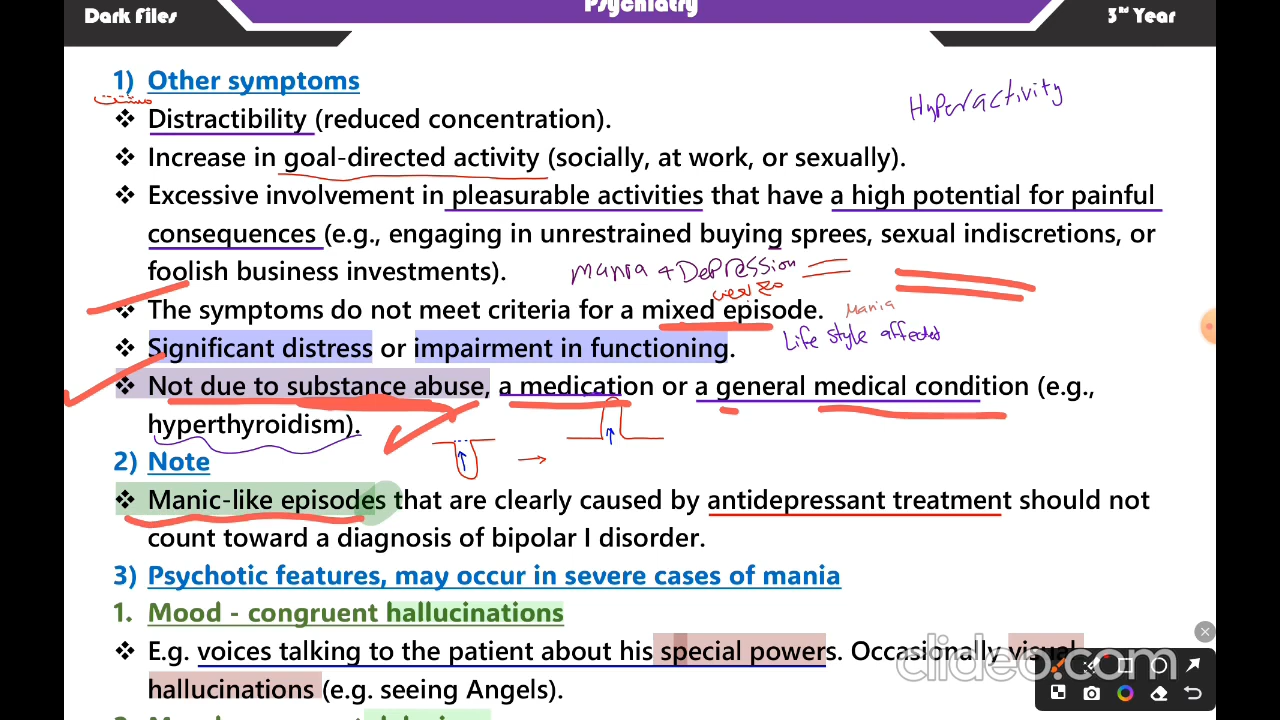 Dark Files
Psychiatry
3rd Year
1) Other symptoms
Hyperactivity
مشتت
❖ Distractibility (reduced concentration).
❖ Increase in goal-directed activity (socially, at work, or sexually).
❖ Excessive involvement in pleasurable activities that have a high potential for painful
consequences (e.g., engaging in unrestrained buying sprees, sexual indiscretions, or
foolish business investments).
Mania + Depression
❖ The symptoms do not meet criteria for a mixed episode.
Mania
Life style affected
❖ Significant distress or impairment in functioning.
❖ Not due to substance abuse, a medication or a general medical condition (e.g.,
hyperthyroidism).
2) Note
❖ Manic-like episodes that are clearly caused by antidepressant treatment should not
count toward a diagnosis of bipolar I disorder.
3) Psychotic features, may occur in severe cases of mania
1. Mood - congruent hallucinations
❖ E.g. voices talking to the patient about his special powers. Occasionally visual
hallucinations (e.g. seeing Angels).
clideo.com